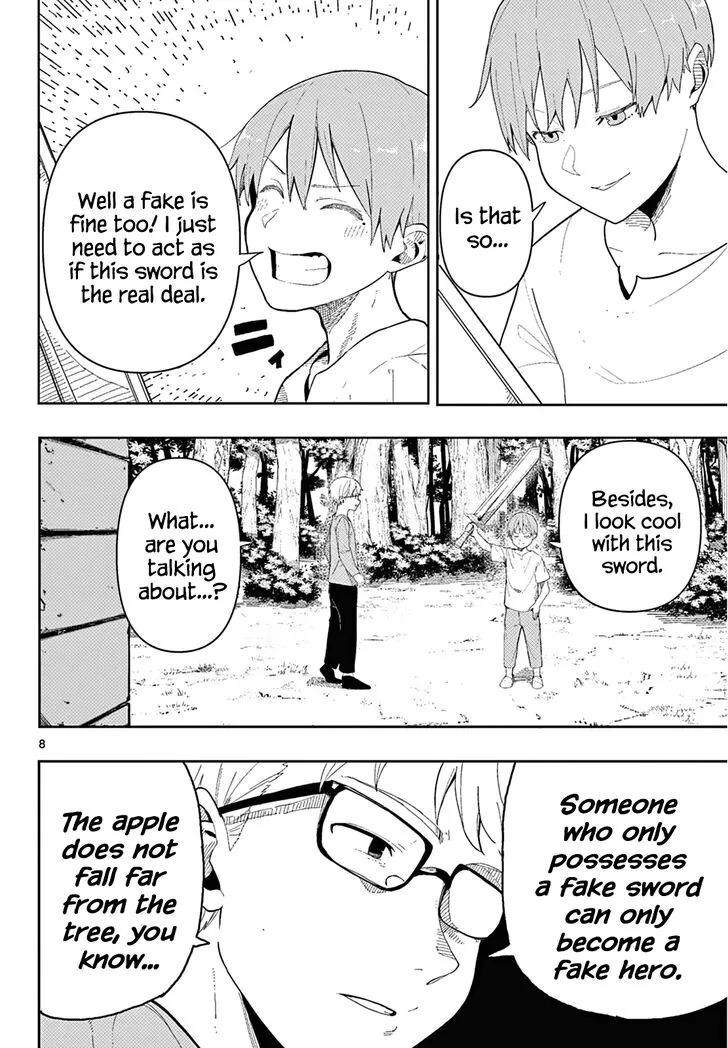 Is that
so...
Well a fake is
fine too! I just
need to act as
if this sword is
the real deal.
Besides,
I look cool
with this
sword.
What...
are you
talking
about...?
8
Someone
who only
possesses
a fake sword
can only
become a
fake hero.
The apple
does not
fall far
from the
tree, you
know...